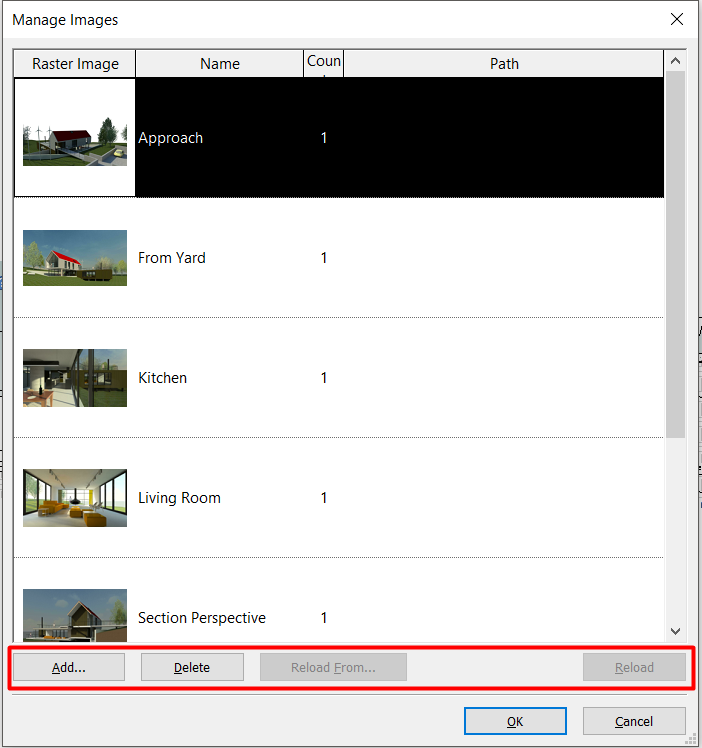 Manage Images
Raster Image Name Coun Path
Approach 1
From Yard 1
Kitchen 1
Living Room 1
Section Perspective 1
Add... Delete Reload From... Reload
OK Cancel